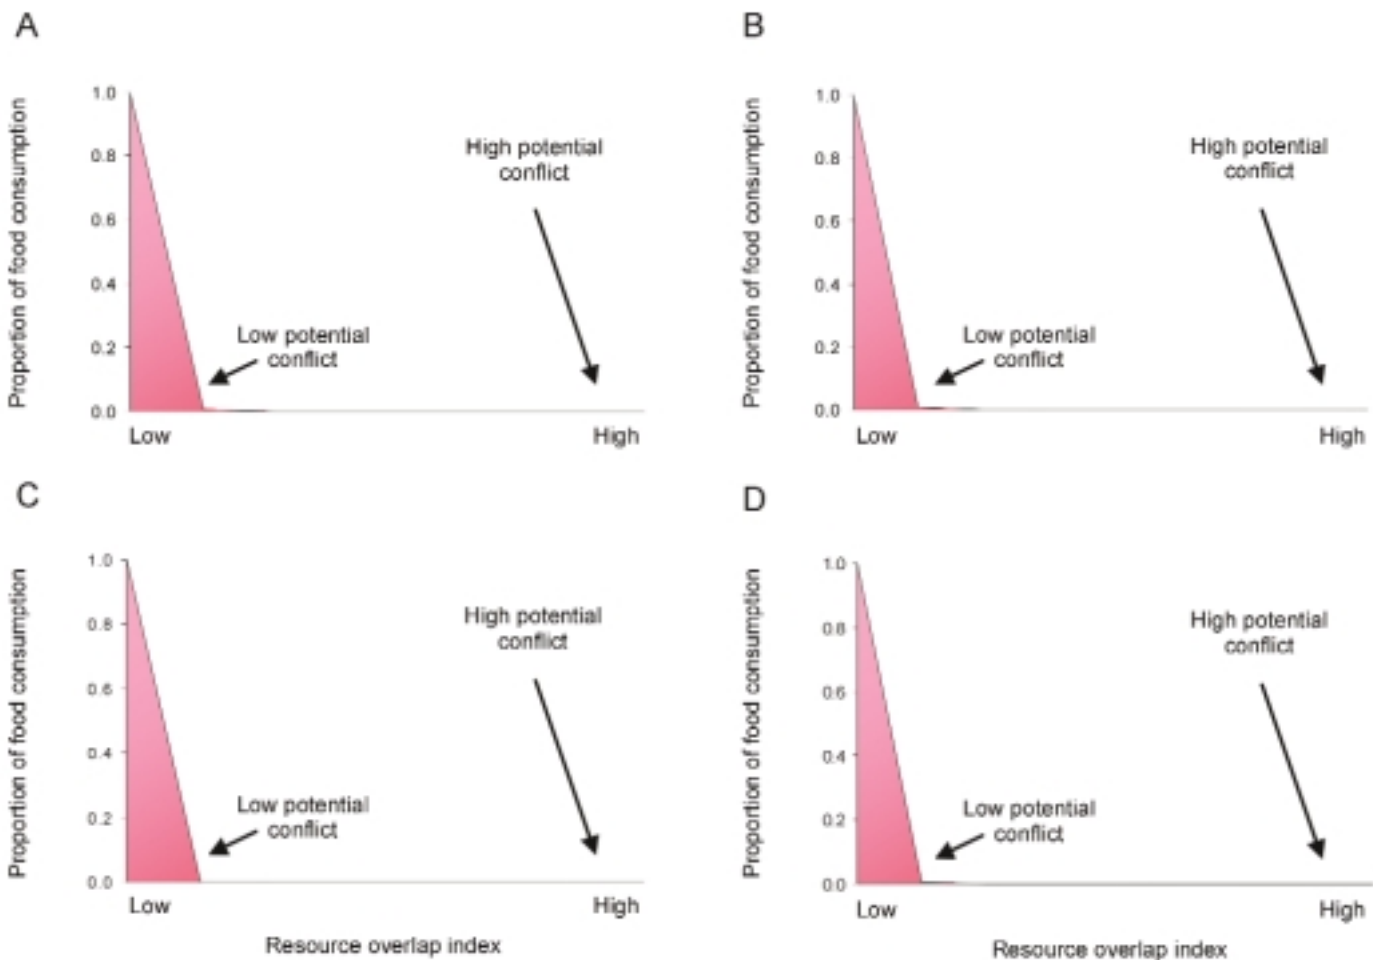 A
Proportion of food consumption
1.0
0.8
0.6
0.4
0.2
0.0
High potential
conflict
Low potential
conflict
Low
High
B
Proportion of food consumption
1.0
0.8
0.6
0.4
0.2
0.0
High potential
conflict
Low potential
conflict
Low
High
C
Proportion of food consumption
1.0
0.8
0.6
0.4
0.2
0.0
High potential
conflict
Low potential
conflict
Low
High
Resource overlap index
D
Proportion of food consumption
1.0
0.8
0.6
0.4
0.2
0.0
High potential
conflict
Low potential
conflict
Low
High
Resource overlap index